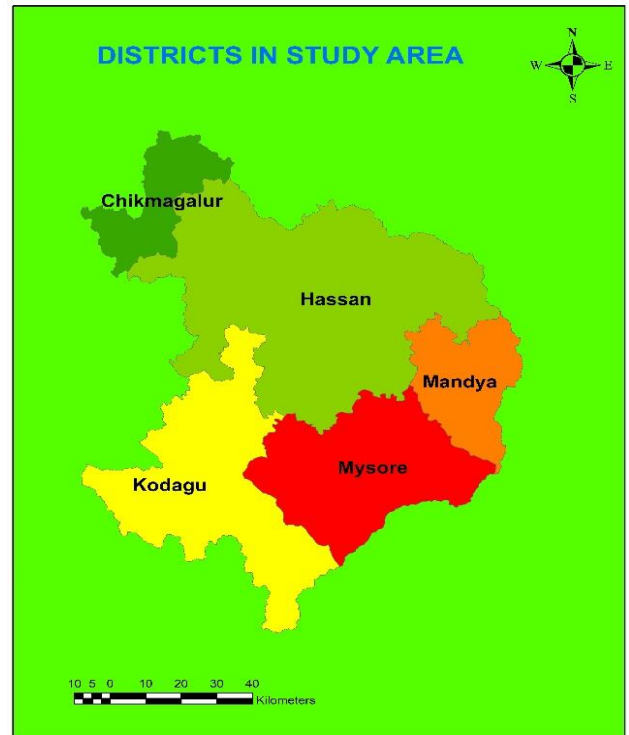 DISTRICTS IN STUDY AREA
N
W E
S
Chikmagalur
Hassan
Mandya
Mysore
Kodagu
10 5 0 10 20 30 40
Kilometers